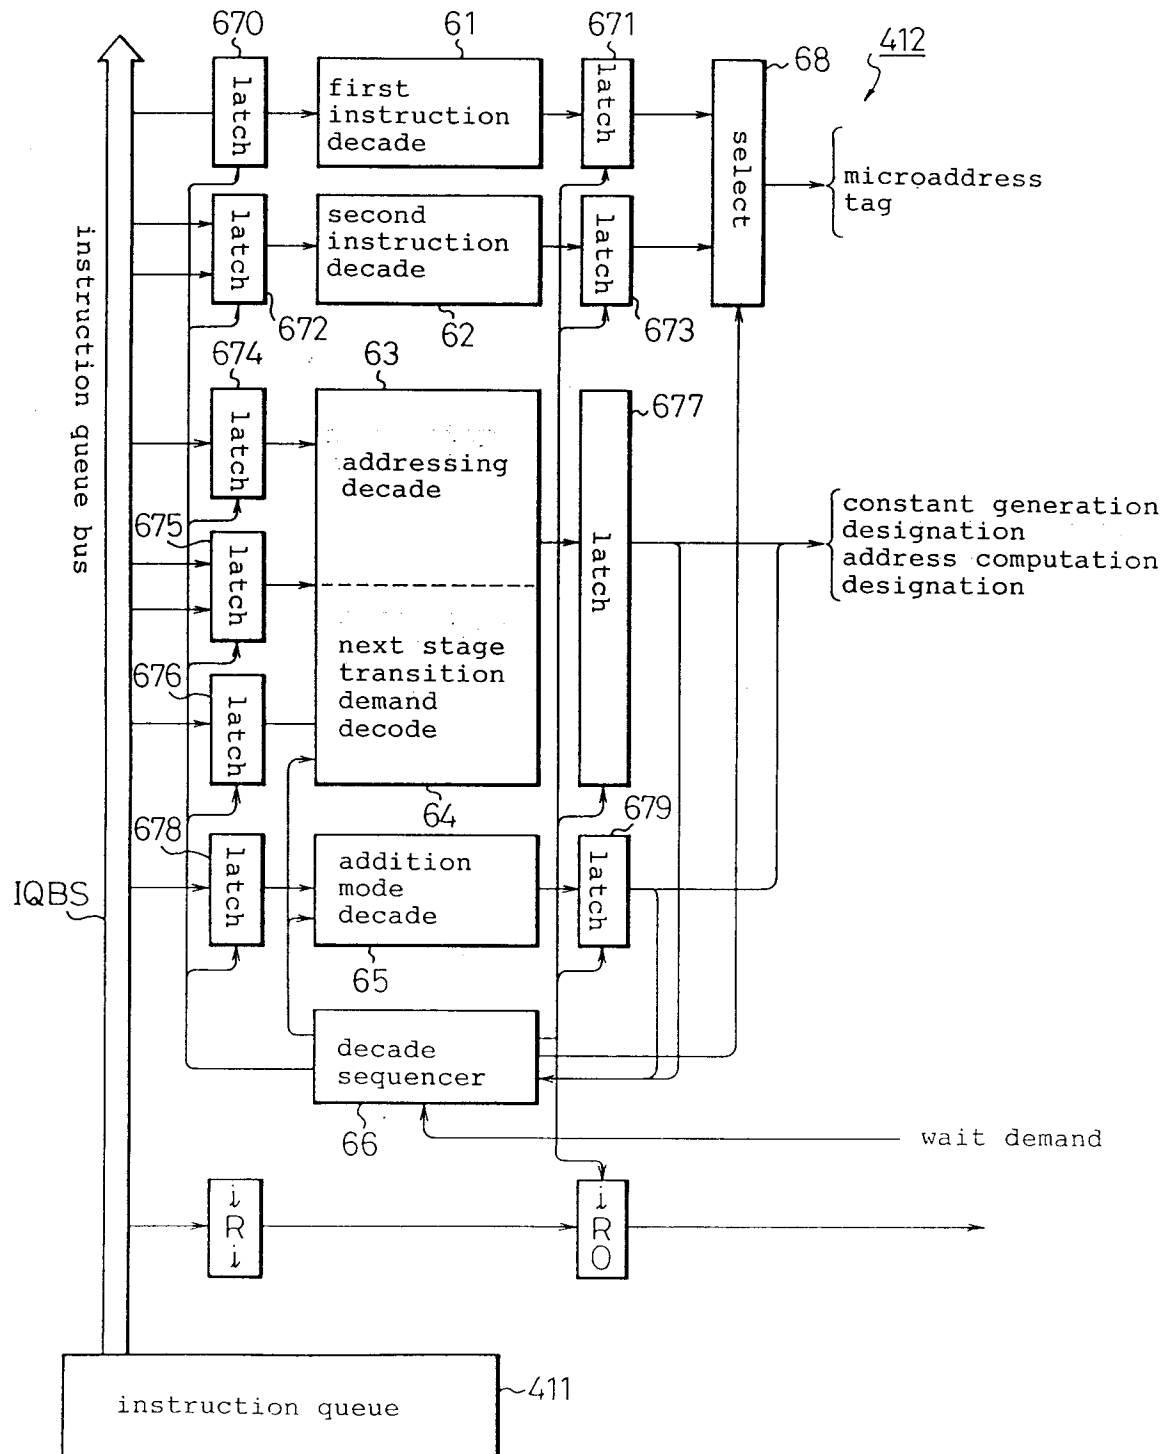 670
61
671
68
412
latch
first
instruction
decade
latch
select
microaddress
tag
latch
second
instruction
decade
latch
672
62
673
instruction queue bus
674
63
677
latch
addressing
decade
latch
constant generation
designation
address computation
designation
675
latch
next stage
transition
demand
decode
676
latch
64
679
678
latch
addition
mode
decade
latch
IQBS
65
decade
sequencer
66
wait demand
iRi
iRO
instruction queue
411